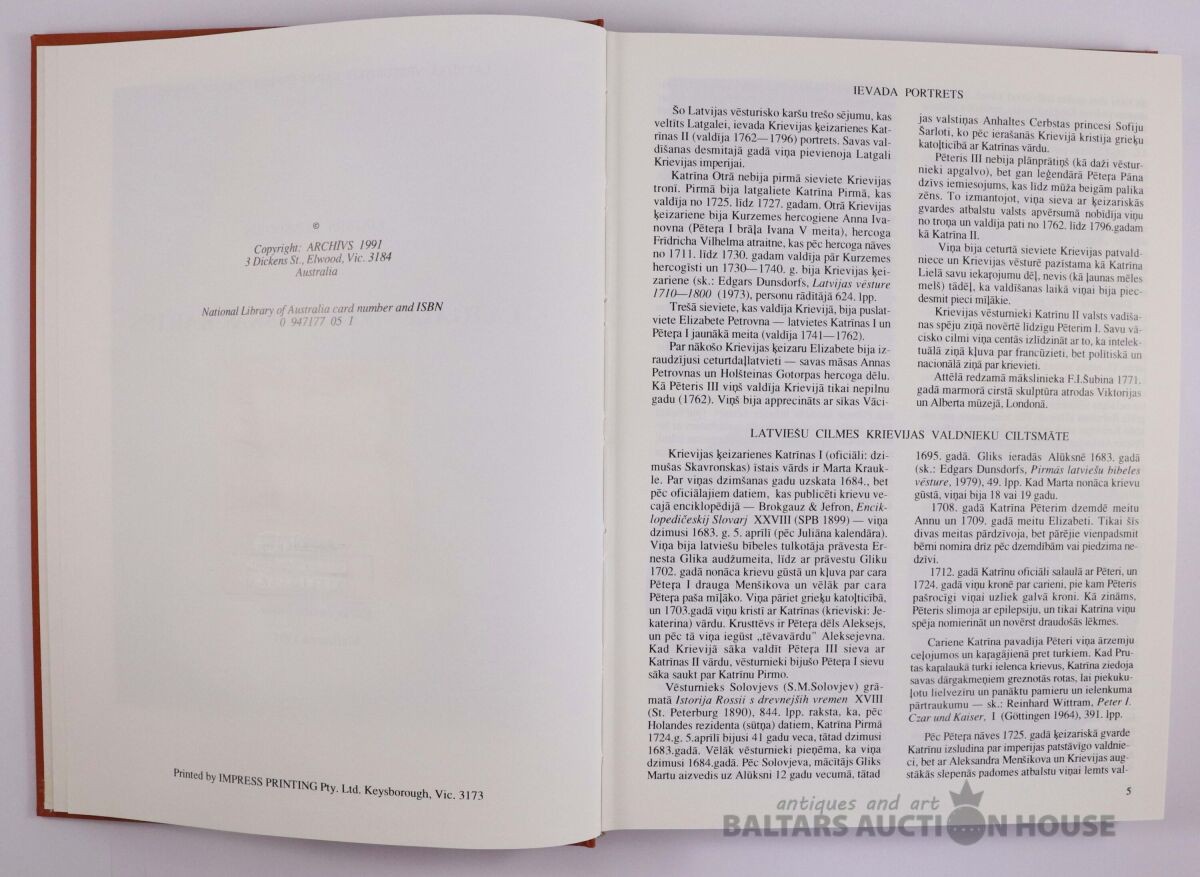 ©
Copyright: ARCHĪVS 1991
3 Dickens St., Elwood, Vic. 3184
Australia
National Library of Australia card number and ISBN
0 947177 05 1
Printed by IMPRESS PRINTING Pty. Ltd. Keysborough, Vic. 3173
IEVADA PORTRETS
Šo Latvijas vēsturisko karšu trešo sējumu, kas
veltīts Latgalei, ievada Krievijas ķeizarienes Kat-
rīnas II (valdīja 1762—1796) portrets. Savas val-
dīšanas desmitajā gadā viņa pievienoja Latgali
Krievijas imperijai.
Katrīna Otrā nebija pirmā sieviete Krievijas
tronī. Pirmā bija latgaliete Katrīna Pirmā, kas
valdīja no 1725. līdz 1727. gadam. Otrā Krievijas
ķeizariene bija Kurzemes hercogiene Anna Iva-
novna (Pēteŗa I brāļa Ivana V meita), hercoga
Frīdricha Vilhelma atraitne, kas pēc hercoga nāves
no 1711. līdz 1730. gadam valdīja pār Kurzemes
hercogisti un 1730—1740. g. bija Krievijas ķei-
zariene (sk.: Edgars Dunsdorfs, Latvijas vēsture
1710—1800 (1973), personu rādītājā 624. lpp.
Trešā sieviete, kas valdīja Krievijā, bija puslat-
viete Elizabete Petrovna — latvietes Katrīnas I un
Pēteŗa I jaunākā meita (valdīja 1741—1762).
Par nākošo Krievijas ķeizaru Elizabete bija iz-
raudzījusi ceturtdaļlatvieti — savas māsas Annas
Petrovnas un Holšteinas Gotorpas hercoga dēlu.
Kā Pēteris III viņš valdīja Krievijā tikai nepilnu
gadu (1762). Viņš bija apprecināts ar sīkas Vāci-
jas valstiņas Anhaltes Cerbstas princesi Sofiju
Šarloti, ko pēc ierašanās Krievijā kristīja grieķu
katoļticībā ar Katrīnas vārdu.
Pēteris III nebija plānprātiņš (kā daži vēstur-
nieki apgalvo), bet gan leģendārā Pēteŗa Pāna
dzīvs iemiesojums, kas līdz mūža beigām palika
zēns. To izmantojot, viņa sieva ar ķeizariskās
gvardes atbalstu valsts apvērsumā nobīdīja viņu
no troņa un valdīja pati no 1762. līdz 1796.gadam
kā Katrīna II.
Viņa bija ceturtā sieviete Krievijas patvald-
niece un Krievijas vēsturē pazīstama kā Katrīna
Lielā savu iekaŗojumu dēļ, nevis (kā ļaunas mēles
melš) tādēļ, ka valdīšanas laikā viņai bija piec-
desmit pieci mīļākie.
Krievijas vēsturnieki Katrīnu II valsts vadīša-
nas spēju ziņā novērtē līdzīgu Pēterim I. Savu vā-
cisko cilmi viņa centās izlīdzināt ar to, ka intelek-
tuālā ziņā kļuva par francūzieti, bet politiskā un
nacionālā ziņā par krievieti.
Attēlā redzamā mākslinieka F.I.Šubina 1771.
gadā marmorā cirstā skulptūra atrodas Viktorijas
un Alberta mūzejā, Londonā.
LATVIEŠU CILMES KRIEVIJAS VALDNIEKU CILTSMĀTE
Krievijas ķeizarienes Katrīnas I (oficiāli: dzi-
mušas Skavronskas) īstais vārds ir Marta Krauk-
le. Par viņas dzimšanas gadu uzskata 1684., bet
pēc oficiālajiem datiem, kas publicēti krievu ve-
cajā enciklopēdijā — Brokgauz & Jefron, Encik-
lopedičeskij Slovarj XXVIII (SPB 1899) — viņa
dzimusi 1683. g. 5. aprīlī (pēc Juliāna kalendāra).
Viņa bija latviešu bībeles tulkotāja prāvesta Er-
nesta Glika audžumeita, līdz ar prāvestu Gliku
1702. gadā nonāca krievu gūstā un kļuva par cara
Pēteŗa I drauga Menšikova un vēlāk par cara
Pēteŗa paša mīļāko. Viņa pāriet grieķu katoļticībā,
un 1703.gadā viņu kristī ar Katrīnas (krieviski: Je-
katerina) vārdu. Krusttēvs ir Pēteŗa dēls Aleksejs,
un pēc tā viņa iegūst „tēvavārdu” Aleksejevna.
Kad Krievijā sāka valdīt Pēteŗa III sieva ar
Katrīnas II vārdu, vēsturnieki bijušo Pēteŗa I sievu
sāka saukt par Katrīnu Pirmo.
Vēsturnieks Solovjevs (S.M.Solovjev) grā-
matā Istorija Rossii s drevnejših vremen XVIII
(St. Peterburg 1890), 844. lpp. raksta, ka, pēc
Holandes rezidenta (sūtņa) datiem, Katrīna Pirmā
1724.g. 5.aprīlī bijusi 41 gadu veca, tātad dzimusi
1683.gadā. Vēlāk vēsturnieki pieņēma, ka viņa
dzimusi 1684.gadā. Pēc Solovjeva, mācītājs Gliks
Martu aizvedis uz Alūksni 12 gadu vecumā, tātad
1695. gadā. Gliks ieradās Alūksnē 1683. gadā
(sk.: Edgars Dunsdorfs, Pirmās latviešu bībeles
vēsture, 1979), 49. lpp. Kad Marta nonāca krievu
gūstā, viņai bija 18 vai 19 gadu.
1708. gadā Katrīna Pēterim dzemdē meitu
Annu un 1709. gadā meitu Elizabeti. Tikai šīs
divas meitas pārdzīvoja, bet pārējie vienpadsmit
bērni nomira drīz pēc dzemdībām vai piedzima ne-
dzīvi.
1712. gadā Katrīnu oficiāli salaulā ar Pēteri, un
1724. gadā viņu kronē par carieni, pie kam Pēteris
pašrocīgi viņai uzliek galvā kroni. Kā zināms,
Pēteris slimoja ar epilepsiju, un tikai Katrīna viņu
spēja nomierināt un novērst draudošās lēkmes.
Cariene Katrīna pavadīja Pēteri viņa ārzemju
ceļojumos un kaŗagājienā pret turkiem. Kad Pru-
tas kaŗalaukā turki ielenca krievus, Katrīna ziedoja
savas dārgakmeņiem greznotās rotas, lai piekuku-
ļotu lielvezīru un panāktu pamieru un ielenkuma
pārtraukumu — sk.: Reinhard Wittram, Peter I.
Czar und Kaiser, I (Göttingen 1964), 391. lpp.
Pēc Pēteŗa nāves 1725. gadā ķeizariskā gvarde
Katrīnu izsludina par imperijas patstāvīgo valdnie-
ci, bet ar Aleksandra Menšikova un Krievijas aug-
stākās slepenās padomes atbalstu viņai lemts val-
5
antiques and art
BALTARS AUCTION HOUSE